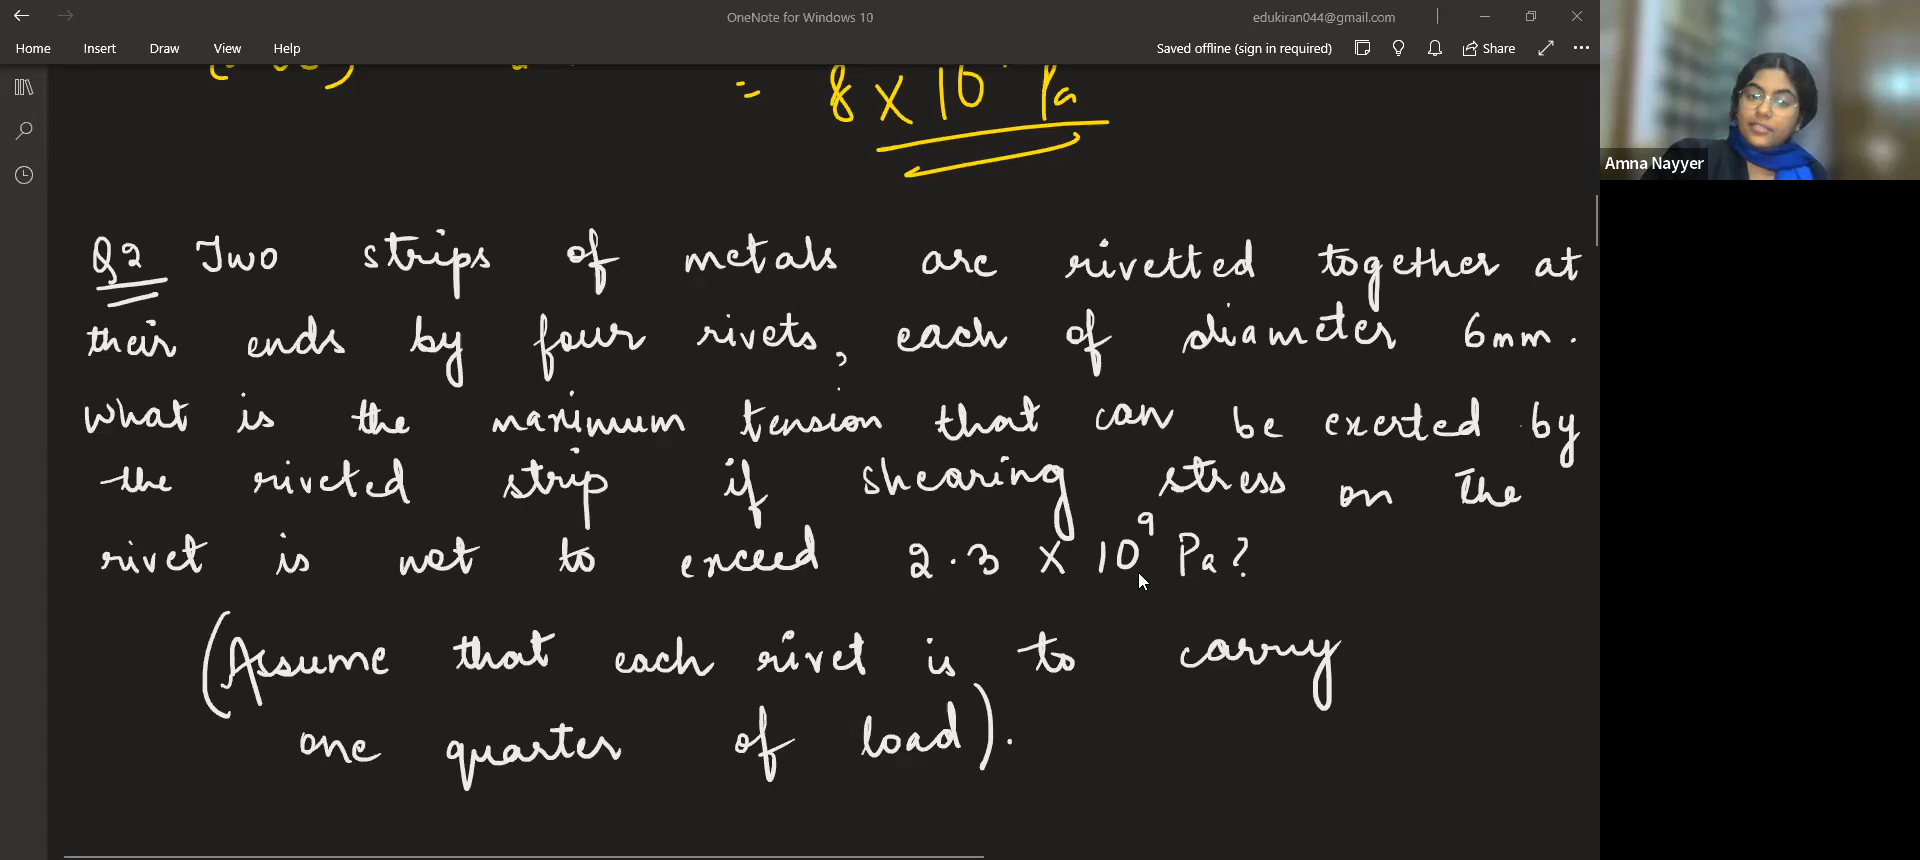 OneNote for Windows 10
edukiran044@gmail.com
Home Insert Draw View Help
Saved offline (sign in required)
Share
= 8 X 10 Pa
Amna Nayyer
Q2 Two strips of metals are rivetted together at
their ends by four rivets, each of diameter 6mm.
What is the maximum tension that can be exerted by
the riveted strip if shearing stress on the
rivet is not to exceed 2.3 X 10⁹ Pa?
(Assume that each rivet is to carry
one quarter of load).